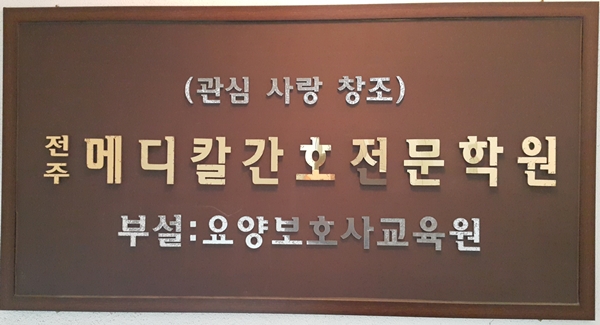 (관심 사랑 창조)
전주 메디칼간호전문학원
부설:요양보호사교육원